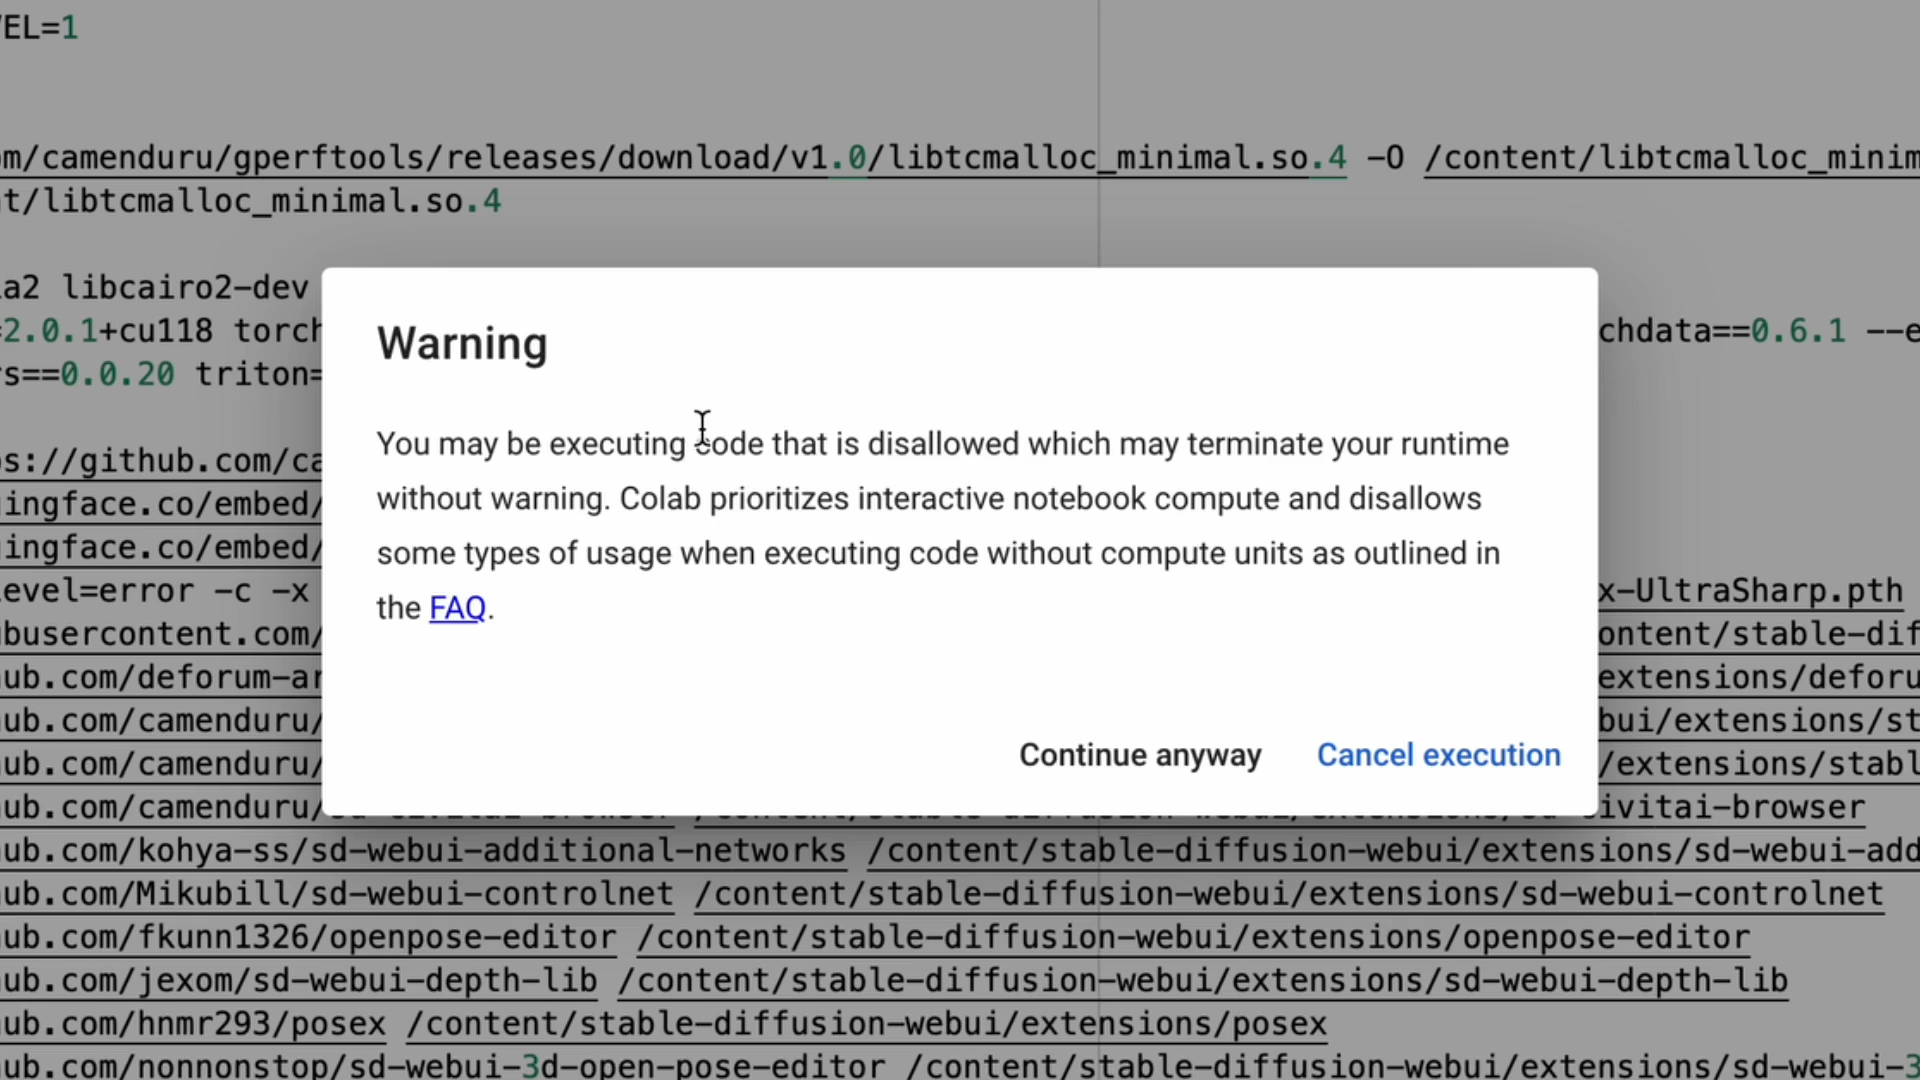 EL=1
m/camenduru/gperftools/releases/download/v1.0/libtcmalloc_minimal.so.4 -O /content/libtcmalloc_minim
t/libtcmalloc_minimal.so.4
a2 libcairo2-dev
=2.0.1+cu118 torch chdata==0.6.1 --e
s==0.0.20 triton=
Warning
You may be executing code that is disallowed which may terminate your runtime
without warning. Colab prioritizes interactive notebook compute and disallows
some types of usage when executing code without compute units as outlined in
the FAQ.
Continue anyway Cancel execution
s://github.com/ca
ingface.co/embed/
ingface.co/embed/
evel=error -c -x x-UltraSharp.pth
busercontent.com/ ontent/stable-dif
ub.com/deforum-ar extensions/deforu
ub.com/camenduru/ bui/extensions/st
ub.com/camenduru/ /extensions/stabl
ub.com/camenduru/ ivitai-browser
ub.com/kohya-ss/sd-webui-additional-networks /content/stable-diffusion-webui/extensions/sd-webui-add
ub.com/Mikubill/sd-webui-controlnet /content/stable-diffusion-webui/extensions/sd-webui-controlnet
ub.com/fkunn1326/openpose-editor /content/stable-diffusion-webui/extensions/openpose-editor
ub.com/jexom/sd-webui-depth-lib /content/stable-diffusion-webui/extensions/sd-webui-depth-lib
ub.com/hnmr293/posex /content/stable-diffusion-webui/extensions/posex
ub.com/nonnonstop/sd-webui-3d-open-pose-editor /content/stable-diffusion-webui/extensions/sd-webui-3